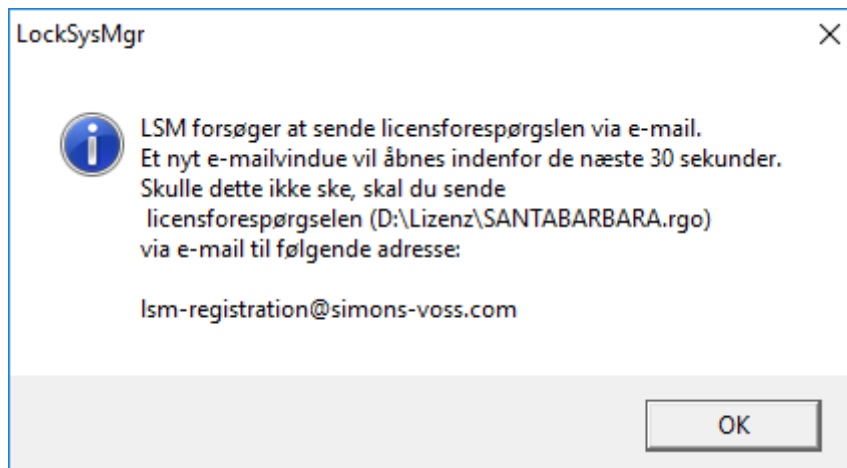 LockSysMgr
LSM forsøger at sende licensforespørgslen via e-mail.
Et nyt e-mailvindue vil åbnes indenfor de næste 30 sekunder.
Skulle dette ikke ske, skal du sende
licensforespørgselen (D:\Lizenz\SANTABARBARA.rgo)
via e-mail til følgende adresse:
lsm-registration@simons-voss.com
OK